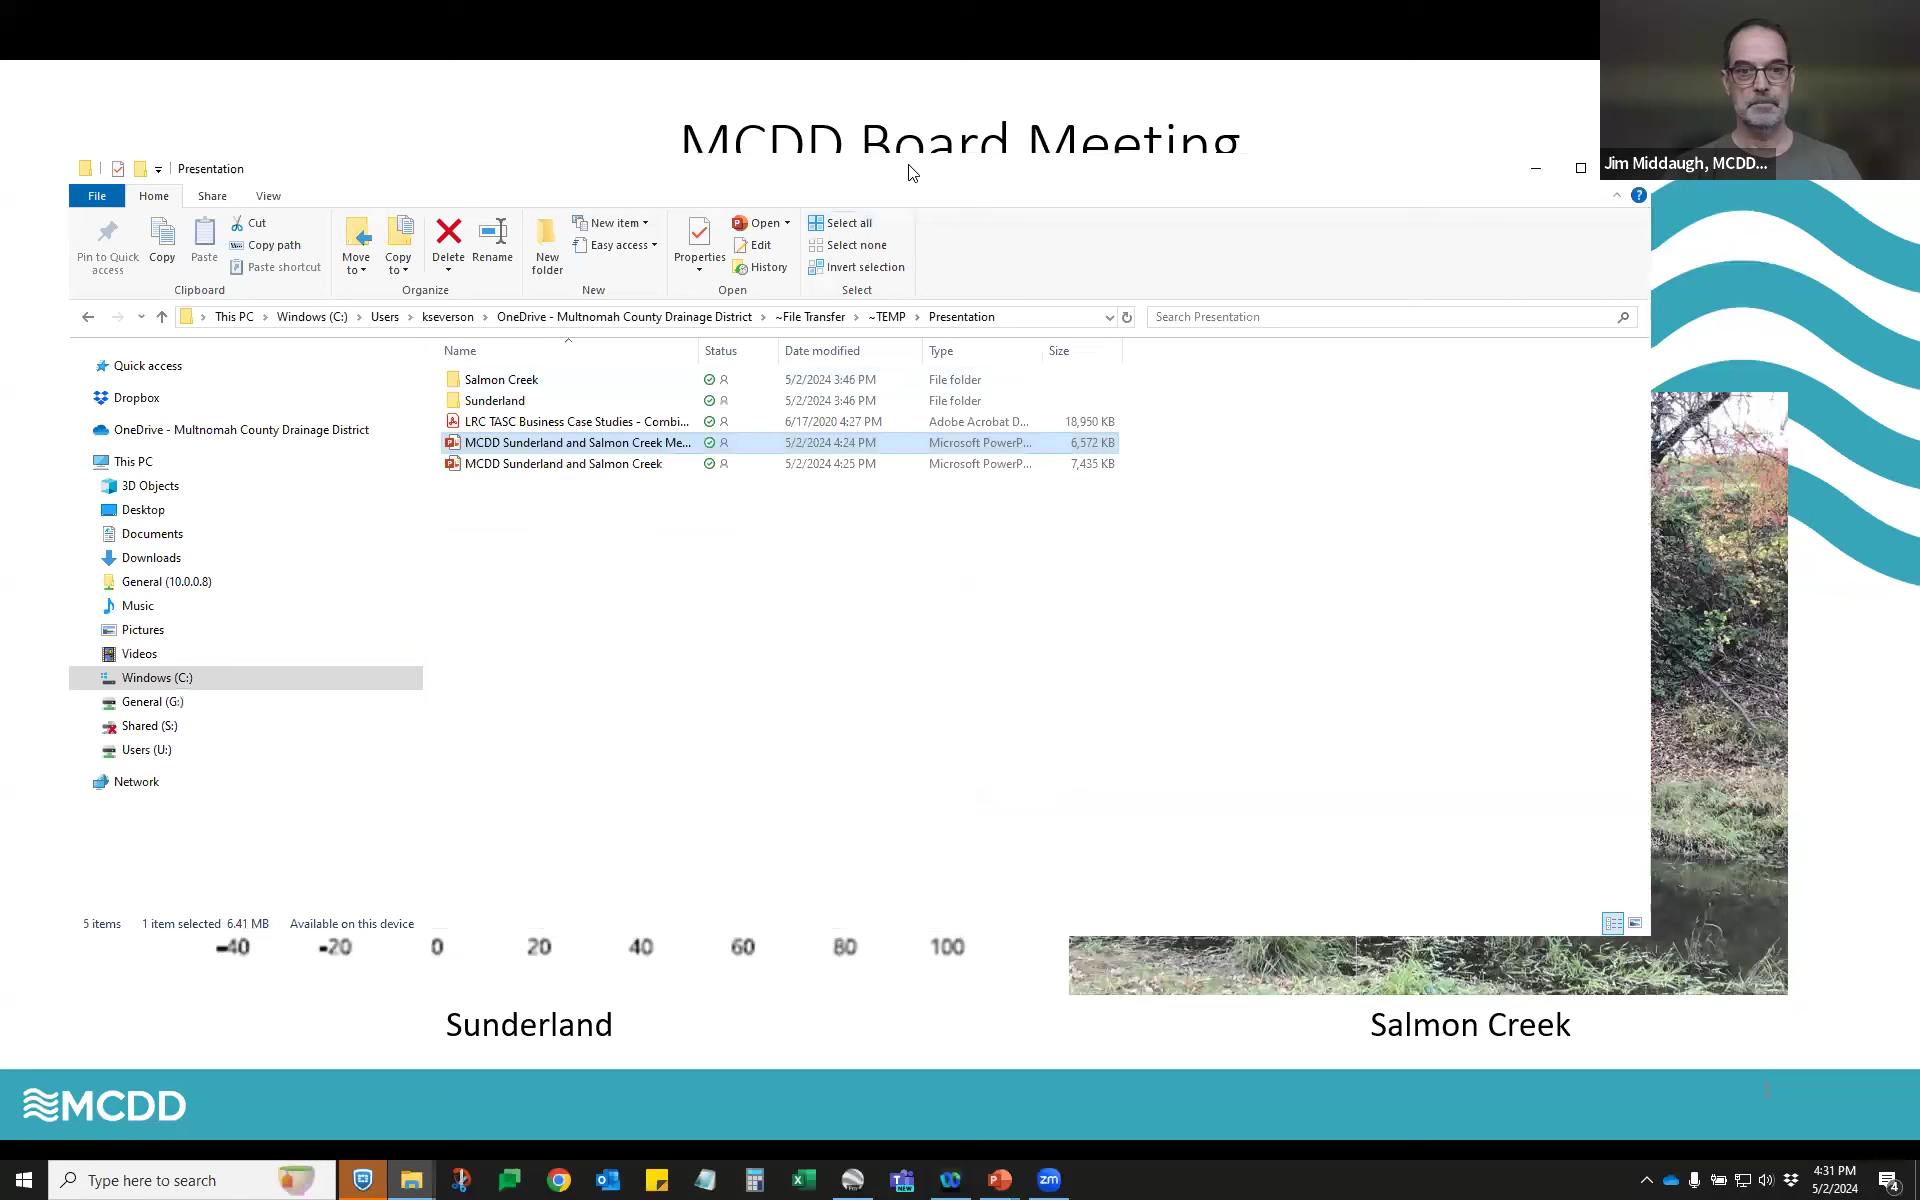 MCDD Board Meeting
Jim Middaugh, MCDD...
Presentation
File Home Share View
Pin to Quick access
Copy
Paste
Cut
Copy path
Paste shortcut
Clipboard
Move to
Copy to
Delete
Rename
Organize
New folder
New item
Easy access
New
Properties
Open
Edit
History
Open
Select all
Select none
Invert selection
Select
This PC > Windows (C:) > Users > kseverson > OneDrive - Multnomah County Drainage District > ~File Transfer > ~TEMP > Presentation
Search Presentation
Name Status Date modified Type Size
Salmon Creek 5/2/2024 3:46 PM File folder
Sunderland 5/2/2024 3:46 PM File folder
LRC TASC Business Case Studies - Combi... 6/17/2020 4:27 PM Adobe Acrobat D... 18,950 KB
MCDD Sunderland and Salmon Creek Me... 5/2/2024 4:24 PM Microsoft PowerP... 6,572 KB
MCDD Sunderland and Salmon Creek 5/2/2024 4:25 PM Microsoft PowerP... 7,435 KB
Quick access
Dropbox
OneDrive - Multnomah County Drainage District
This PC
3D Objects
Desktop
Documents
Downloads
General (10.0.0.8)
Music
Pictures
Videos
Windows (C:)
General (G:)
Shared (S:)
Users (U:)
Network
5 items 1 item selected 6.41 MB Available on this device
-40 -20 0 20 40 60 80 100
Sunderland
Salmon Creek
MCDD
Type here to search
NEW
zm
4:31 PM
5/2/2024
4